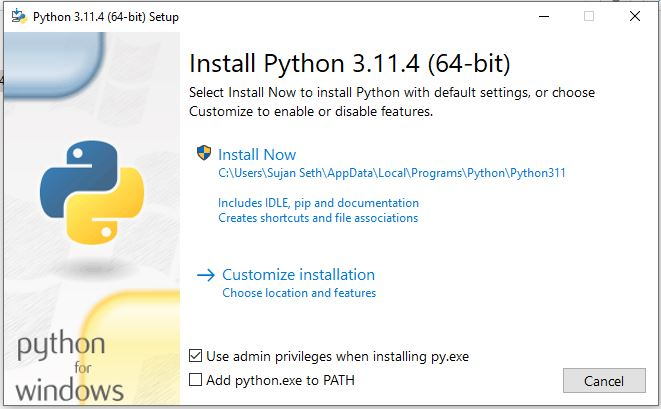 Python 3.11.4 (64-bit) Setup
Install Python 3.11.4 (64-bit)
Select Install Now to install Python with default settings, or choose
Customize to enable or disable features.
Install Now
C:\Users\Sujan Seth\AppData\Local\Programs\Python\Python311
Includes IDLE, pip and documentation
Creates shortcuts and file associations
Customize installation
Choose location and features
Use admin privileges when installing py.exe
Add python.exe to PATH
Cancel
python
for
windows